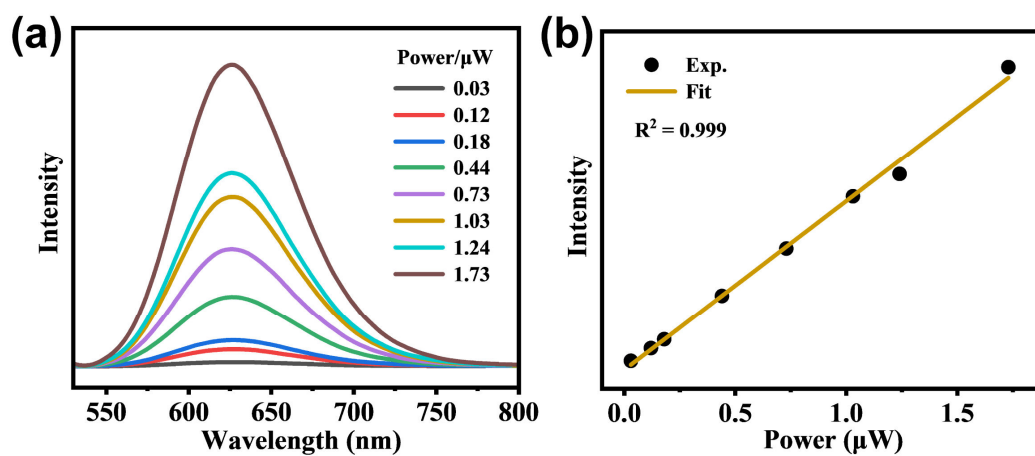 (a)
Power/μW
0.03
0.12
0.18
0.44
0.73
1.03
1.24
1.73
Intensity
550 600 650 700 750 800
Wavelength (nm)
(b)
Exp.
Fit
R² = 0.999
Intensity
0.0 0.5 1.0 1.5
Power (μW)